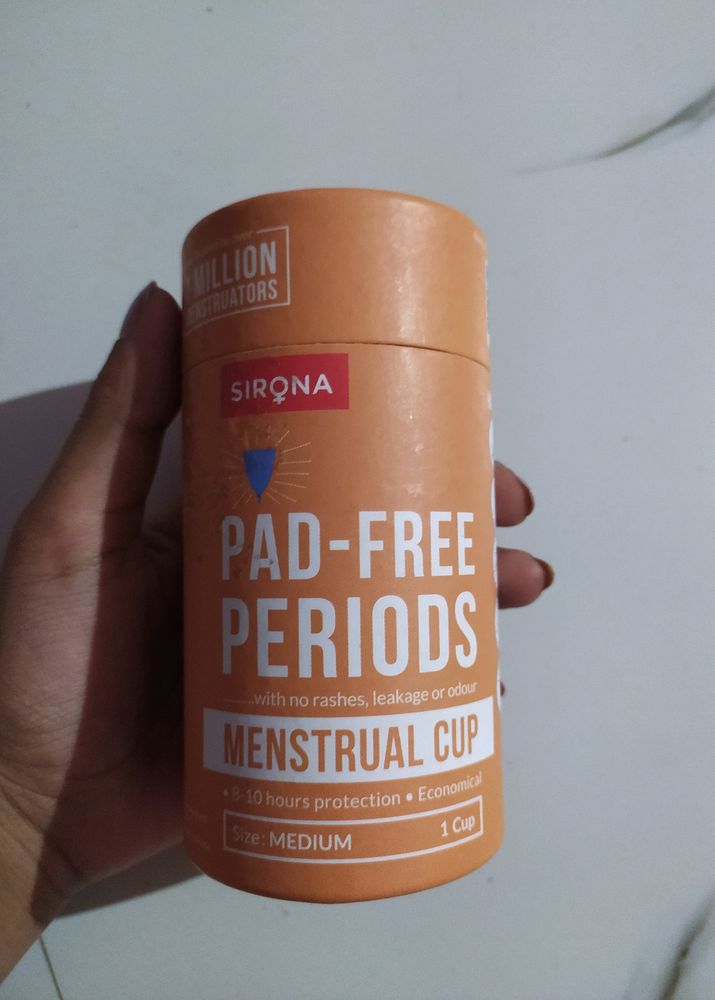 MILLION
MENSTRUATORS
SIRONA
PAD-FREE
PERIODS
.......with no rashes, leakage or odour
MENSTRUAL CUP
• 8-10 hours protection • Economical
Size: MEDIUM 1 Cup